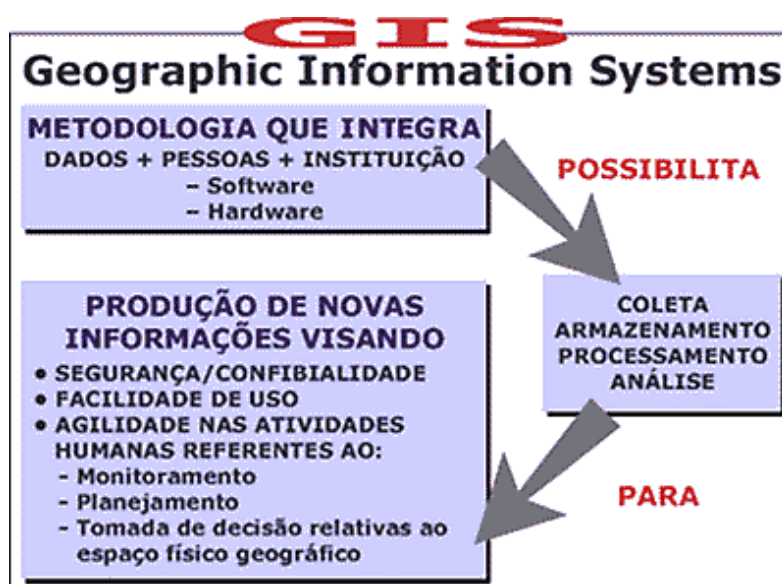 GIS
Geographic Information Systems
METODOLOGIA QUE INTEGRA
DADOS + PESSOAS + INSTITUIÇÃO
– Software
– Hardware
POSSIBILITA
COLETA
ARMAZENAMENTO
PROCESSAMENTO
ANÁLISE
PARA
PRODUÇÃO DE NOVAS
INFORMAÇÕES VISANDO
● SEGURANÇA/CONFIBIALIDADE
● FACILIDADE DE USO
● AGILIDADE NAS ATIVIDADES
HUMANAS REFERENTES AO:
- Monitoramento
- Planejamento
- Tomada de decisão relativas ao
espaço físico geográfico